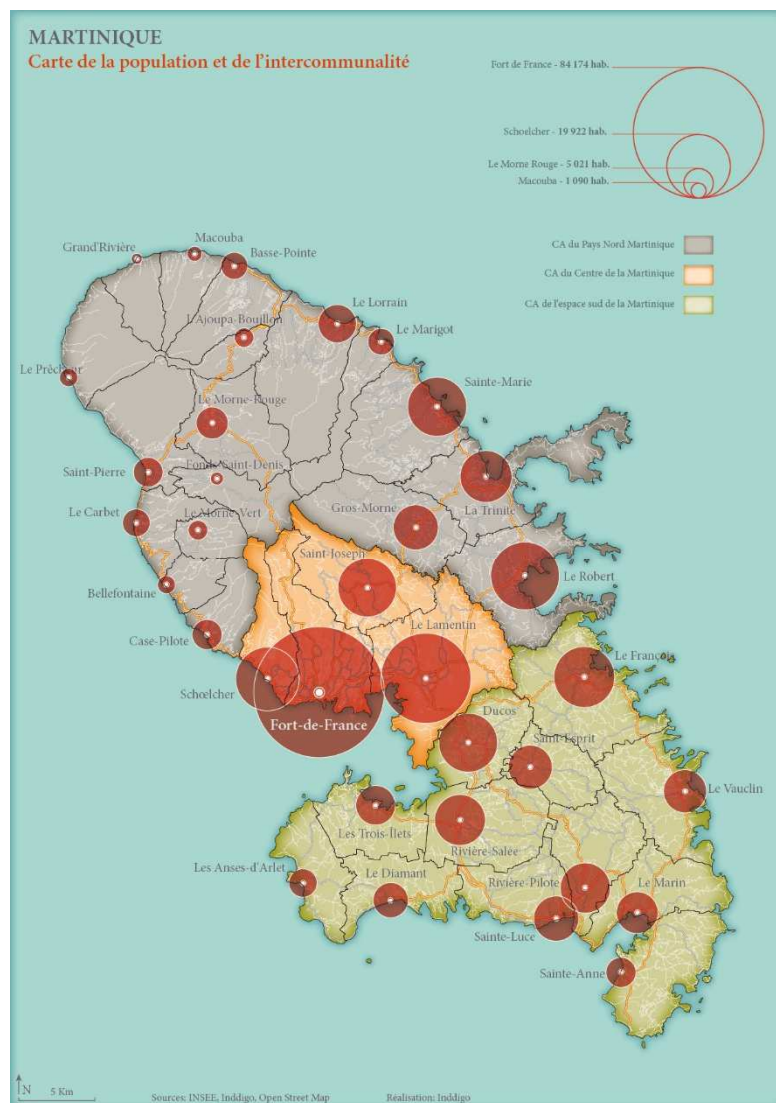 MARTINIQUE
Carte de la population et de l'intercommunalité
Fort de France - 84 174 hab.
Schoelcher - 19 922 hab.
Le Morne Rouge - 5 021 hab.
Macouba - 1 090 hab.
CA du Pays Nord Martinique
CA du Centre de la Martinique
CA de l'espace sud de la Martinique
Grand'Rivière
Macouba
Basse-Pointe
L'Ajoupa-Bouillon
Le Lorrain
Le Marigot
Le Prêcheur
Sainte-Marie
Le Morne-Rouge
Saint-Pierre
Fonds-Saint-Denis
Le Carbet
Le Morne-Vert
Gros-Morne
La Trinité
Saint-Joseph
Le Robert
Bellefontaine
Case-Pilote
Le Lamentin
Le François
Schœlcher
Fort-de-France
Ducos
Saint-Esprit
Le Vauclin
Les Trois-Îlets
Rivière-Salée
Les Anses-d'Arlet
Le Diamant
Rivière-Pilote
Le Marin
Sainte-Luce
Sainte-Anne
N
5 Km
Sources: INSEE, Inddigo, Open Street Map
Réalisation: Inddigo